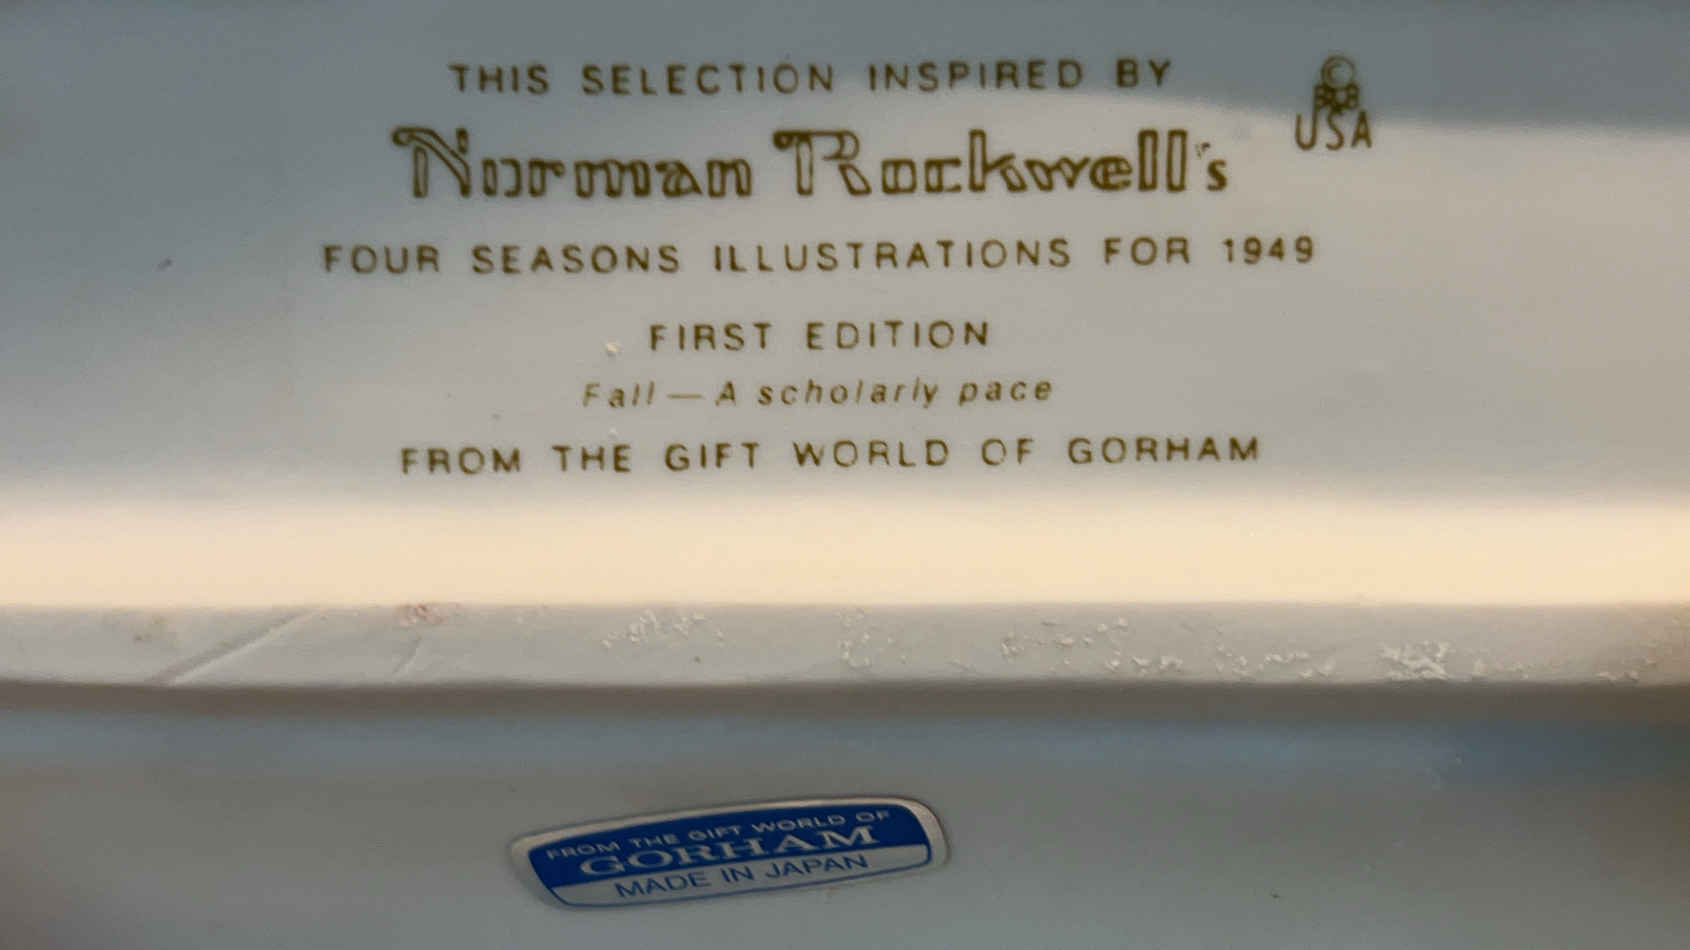 THIS SELECTION INSPIRED BY
Norman Rockwell's
USA
FOUR SEASONS ILLUSTRATIONS FOR 1949
FIRST EDITION
Fall — A scholarly pace
FROM THE GIFT WORLD OF GORHAM
FROM THE GIFT WORLD OF
GORHAM
MADE IN JAPAN